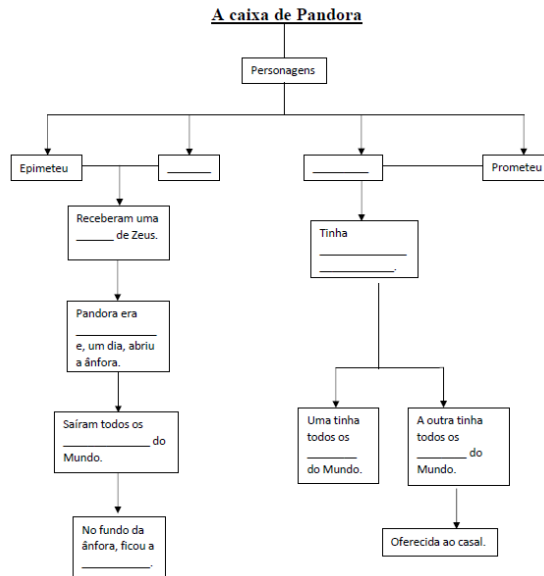 A caixa de Pandora
Personagens
Epimeteu
________
__________
Prometeu
Receberam uma
______ de Zeus.
Tinha
______________
____________.
Pandora era
_____________
e, um dia, abriu
a ânfora.
Saíram todos os
______________ do
Mundo.
Uma tinha
todos os
________
do Mundo.
A outra tinha
todos os
________ do
Mundo.
No fundo da
ânfora, ficou a
___________.
Oferecida ao casal.